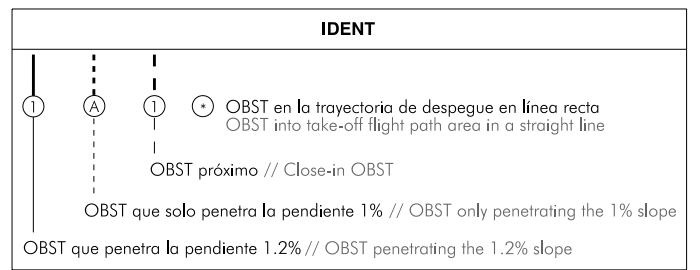 IDENT
1 A 1 * OBST en la trayectoria de despegue en línea recta
OBST into take-off flight path area in a straight line
OBST próximo // Close-in OBST
OBST que solo penetra la pendiente 1% // OBST only penetrating the 1% slope
OBST que penetra la pendiente 1.2% // OBST penetrating the 1.2% slope